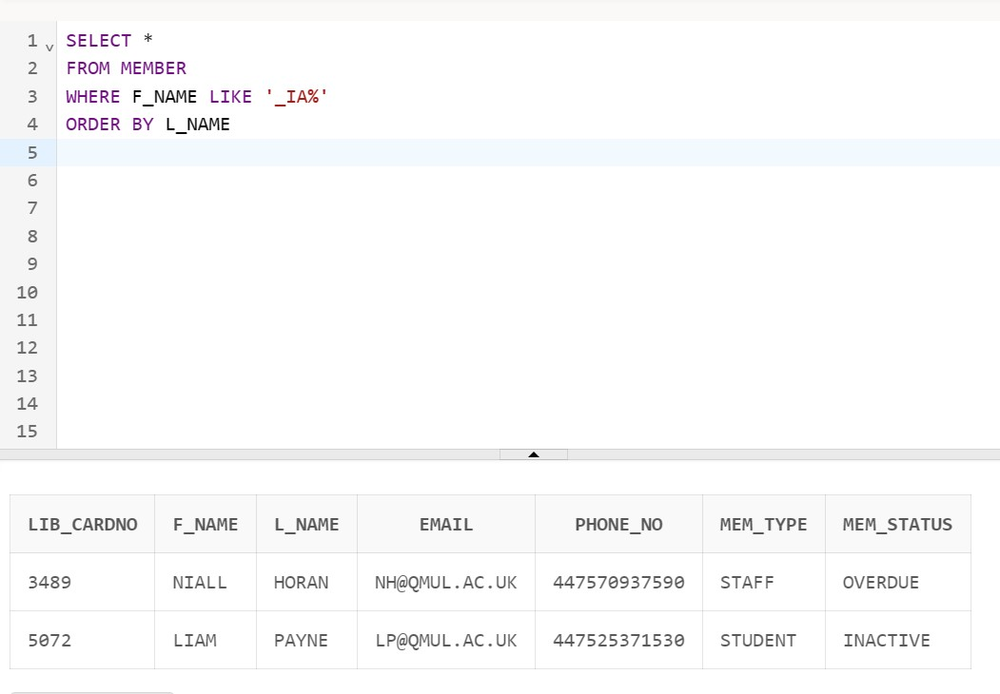 1 SELECT *
2 FROM MEMBER
3 WHERE F_NAME LIKE '_IA%'
4 ORDER BY L_NAME
5
6
7
8
9
10
11
12
13
14
15
LIB_CARDNO F_NAME L_NAME EMAIL PHONE_NO MEM_TYPE MEM_STATUS
3489 NIALL HORAN NH@QMUL.AC.UK 447570937590 STAFF OVERDUE
5072 LIAM PAYNE LP@QMUL.AC.UK 447525371530 STUDENT INACTIVE